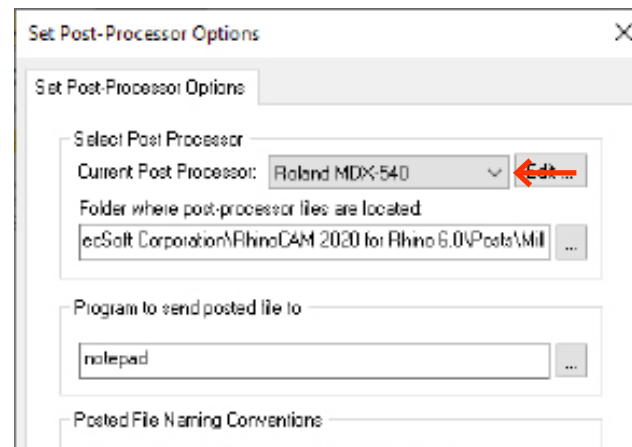 Set Post-Processor Options
Set Post-Processor Options
Select Post Processor
Current Post Processor: Roland MDX-540 Edit ...
Folder where post-processor files are located:
ecSoft Corporation\RhinoCAM 2020 for Rhino 6.0\Posts\Mill ...
Program to send posted file to
notepad ...
Posted File Naming Conventions